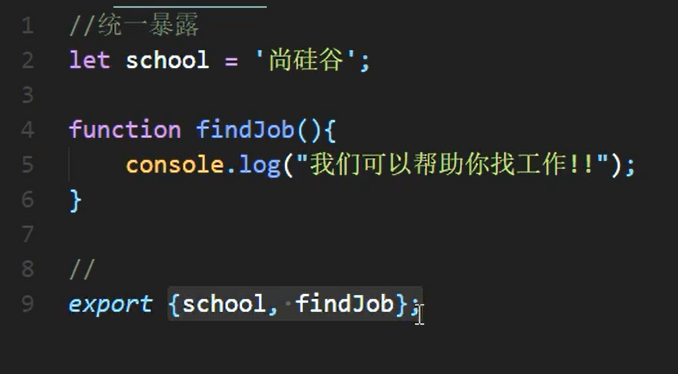 1 //统一暴露
2 let school = '尚硅谷';
3
4 function findJob(){
5 console.log("我们可以帮助你找工作!!");
6 }
7
8 //
9 export {school, findJob};